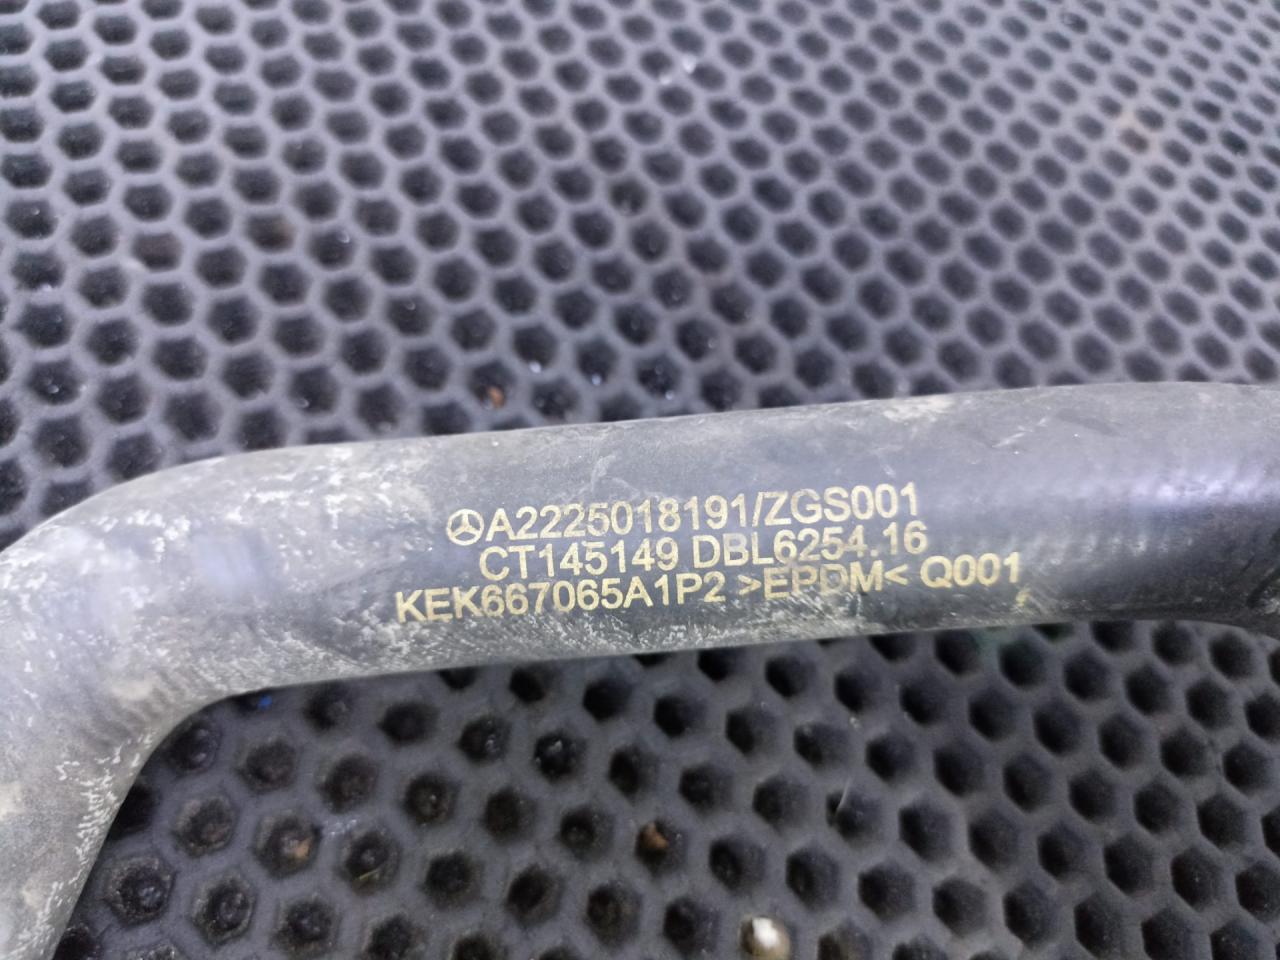 A2225018191/ZGS001
CT145149 DBL6254.16
KEK667065A1P2 >EPDM< Q001